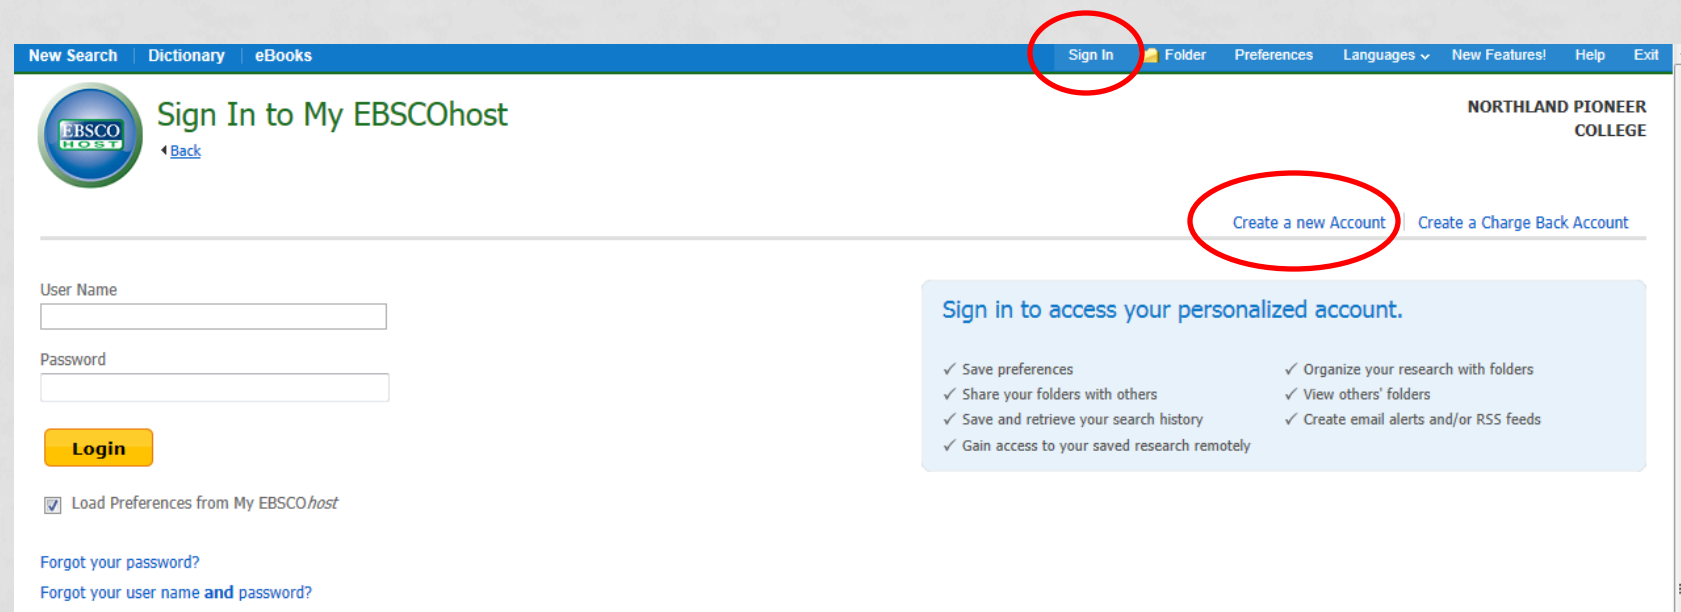 New Search Dictionary eBooks Sign In Folder Preferences Languages New Features! Help Exit
EBSCO
HOST
Sign In to My EBSCOhost
Back
NORTHLAND PIONEER
COLLEGE
Create a new Account Create a Charge Back Account
User Name
Password
Login
Load Preferences from My EBSCOhost
Forgot your password?
Forgot your user name and password?
Sign in to access your personalized account.
✓ Save preferences
✓ Share your folders with others
✓ Save and retrieve your search history
✓ Gain access to your saved research remotely
✓ Organize your research with folders
✓ View others' folders
✓ Create email alerts and/or RSS feeds